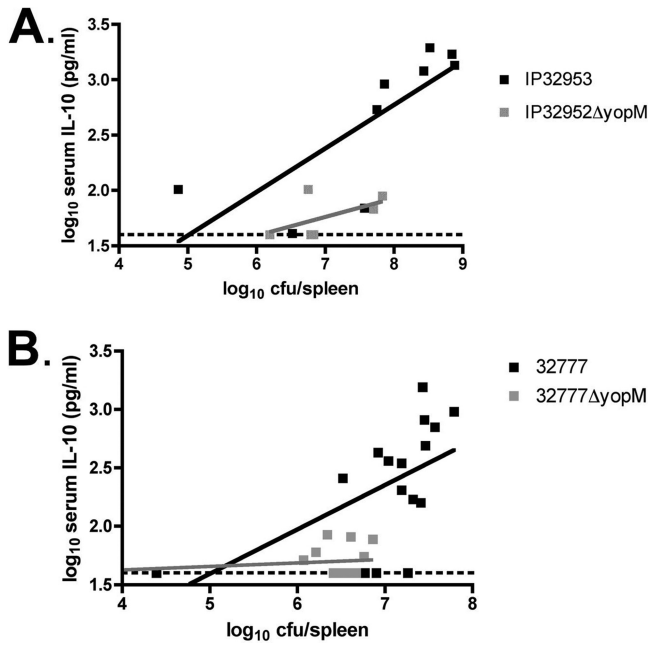 A.
log10 serum IL-10 (pg/ml)
3.5
3.0
2.5
2.0
1.5
4 5 6 7 8 9
log10 cfu/spleen
IP32953
IP32952ΔyopM
B.
log10 serum IL-10 (pg/ml)
3.5
3.0
2.5
2.0
1.5
4 5 6 7 8
log10 cfu/spleen
32777
32777ΔyopM